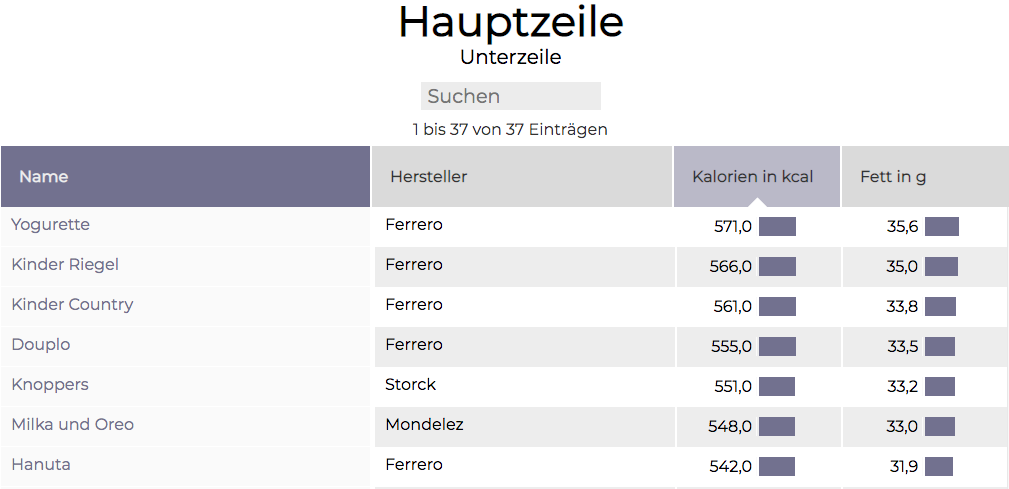 Hauptzeile
Unterzeile
Suchen
1 bis 37 von 37 Einträgen
Name Hersteller Kalorien in kcal Fett in g
Yogurette Ferrero 571,0 35,6
Kinder Riegel Ferrero 566,0 35,0
Kinder Country Ferrero 561,0 33,8
Douplo Ferrero 555,0 33,5
Knoppers Storck 551,0 33,2
Milka und Oreo Mondelez 548,0 33,0
Hanuta Ferrero 542,0 31,9